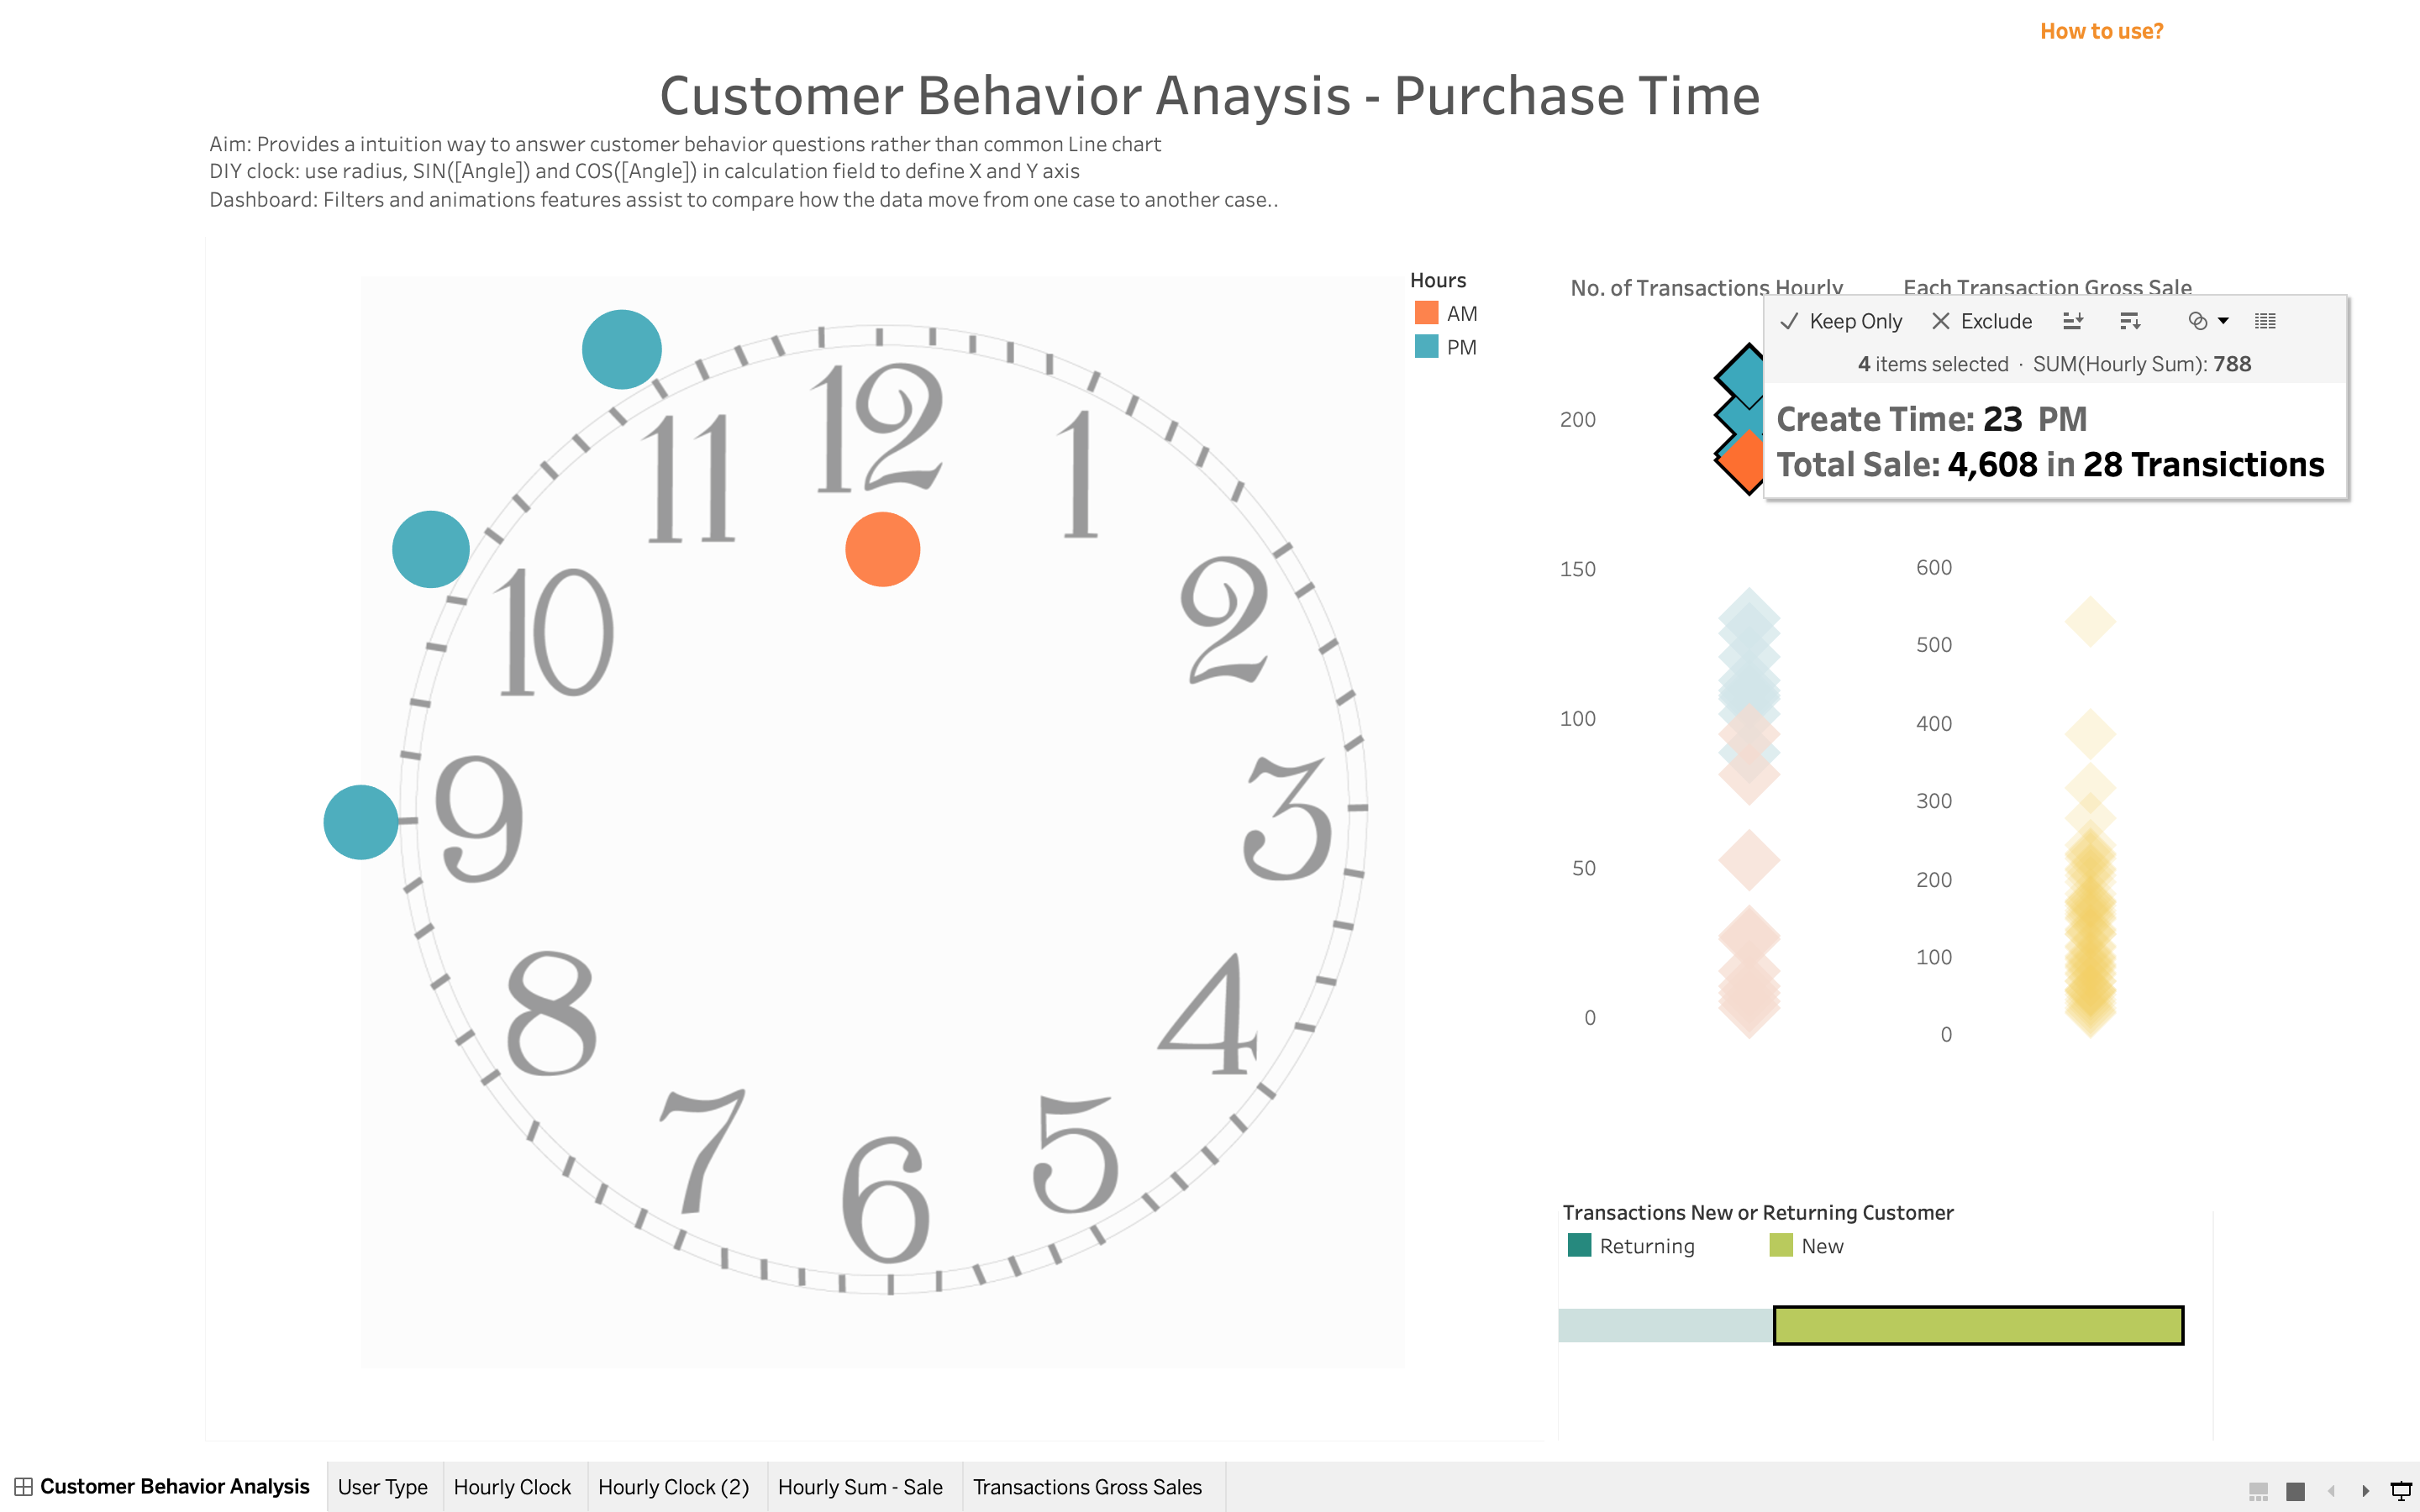 How to use?
Customer Behavior Anaysis - Purchase Time
Aim: Provides a intuition way to answer customer behavior questions rather than common Line chart
DIY clock: use radius, SIN([Angle]) and COS([Angle]) in calculation field to define X and Y axis
Dashboard: Filters and animations features assist to compare how the data move from one case to another case..
12
1
2
3
4
5
6
7
8
9
10
11
Hours
AM
PM
No. of Transactions Hourly
200
150
100
50
0
Each Transaction Gross Sale
600
500
400
300
200
100
0
Keep Only Exclude
4 items selected · SUM(Hourly Sum): 788
Create Time: 23 PM
Total Sale: 4,608 in 28 Transictions
Transactions New or Returning Customer
Returning New
Customer Behavior Analysis User Type Hourly Clock Hourly Clock (2) Hourly Sum - Sale Transactions Gross Sales